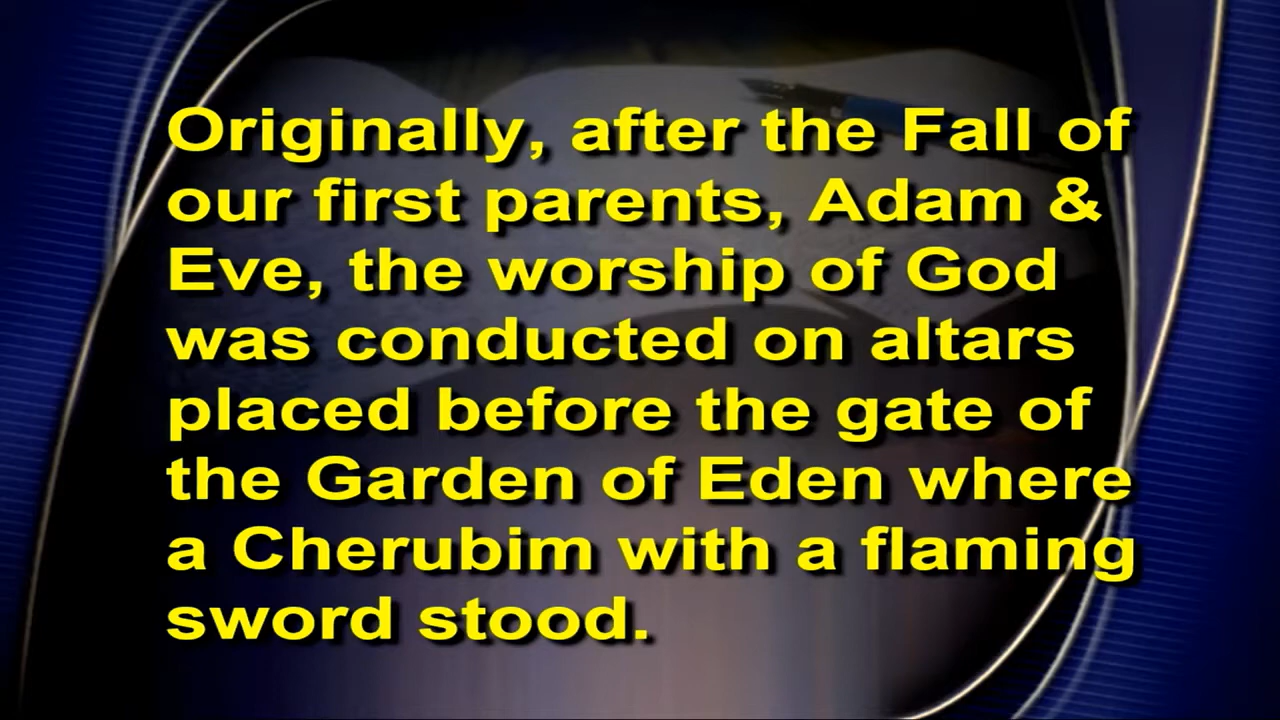 Originally, after the Fall of
our first parents, Adam &
Eve, the worship of God
was conducted on altars
placed before the gate of
the Garden of Eden where
a Cherubim with a flaming
sword stood.